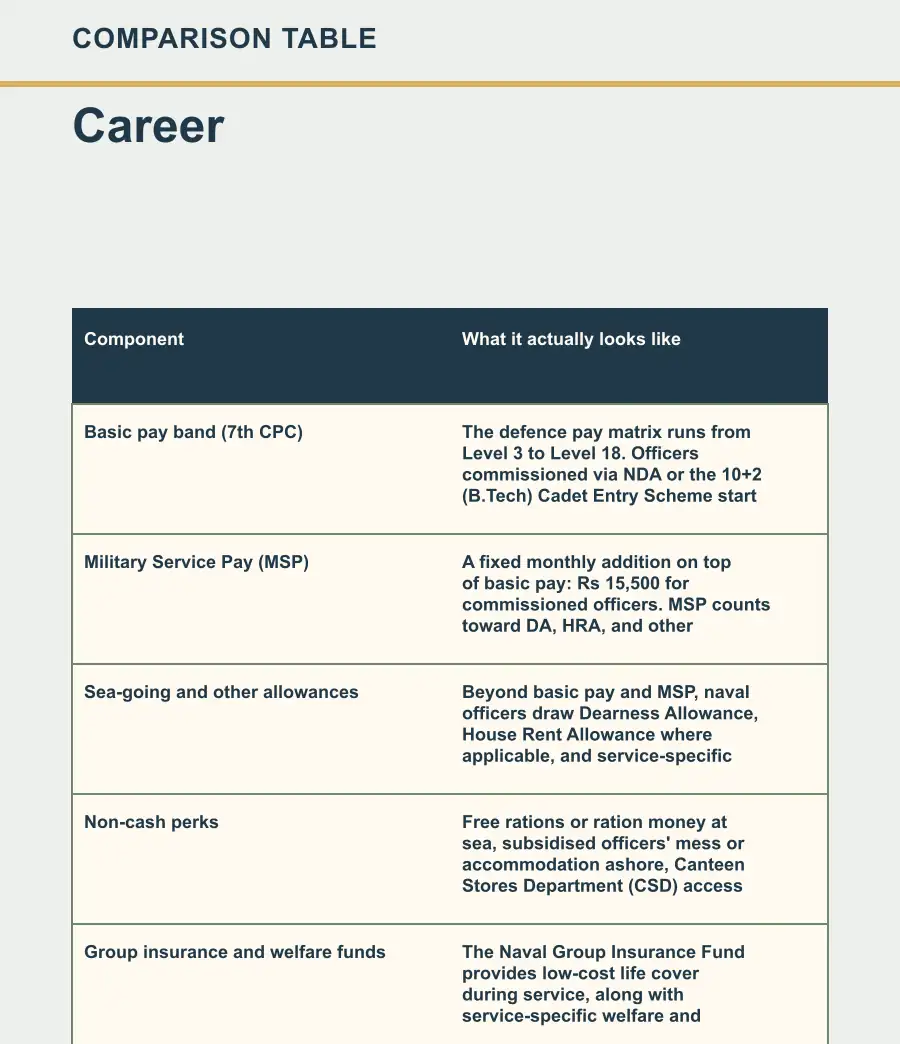 COMPARISON TABLE
Career
Component
What it actually looks like
Basic pay band (7th CPC)
The defence pay matrix runs from
Level 3 to Level 18. Officers
commissioned via NDA or the 10+2
(B.Tech) Cadet Entry Scheme start
Military Service Pay (MSP)
A fixed monthly addition on top
of basic pay: Rs 15,500 for
commissioned officers. MSP counts
toward DA, HRA, and other
Sea-going and other allowances
Beyond basic pay and MSP, naval
officers draw Dearness Allowance,
House Rent Allowance where
applicable, and service-specific
Non-cash perks
Free rations or ration money at
sea, subsidised officers' mess or
accommodation ashore, Canteen
Stores Department (CSD) access
Group insurance and welfare funds
The Naval Group Insurance Fund
provides low-cost life cover
during service, along with
service-specific welfare and